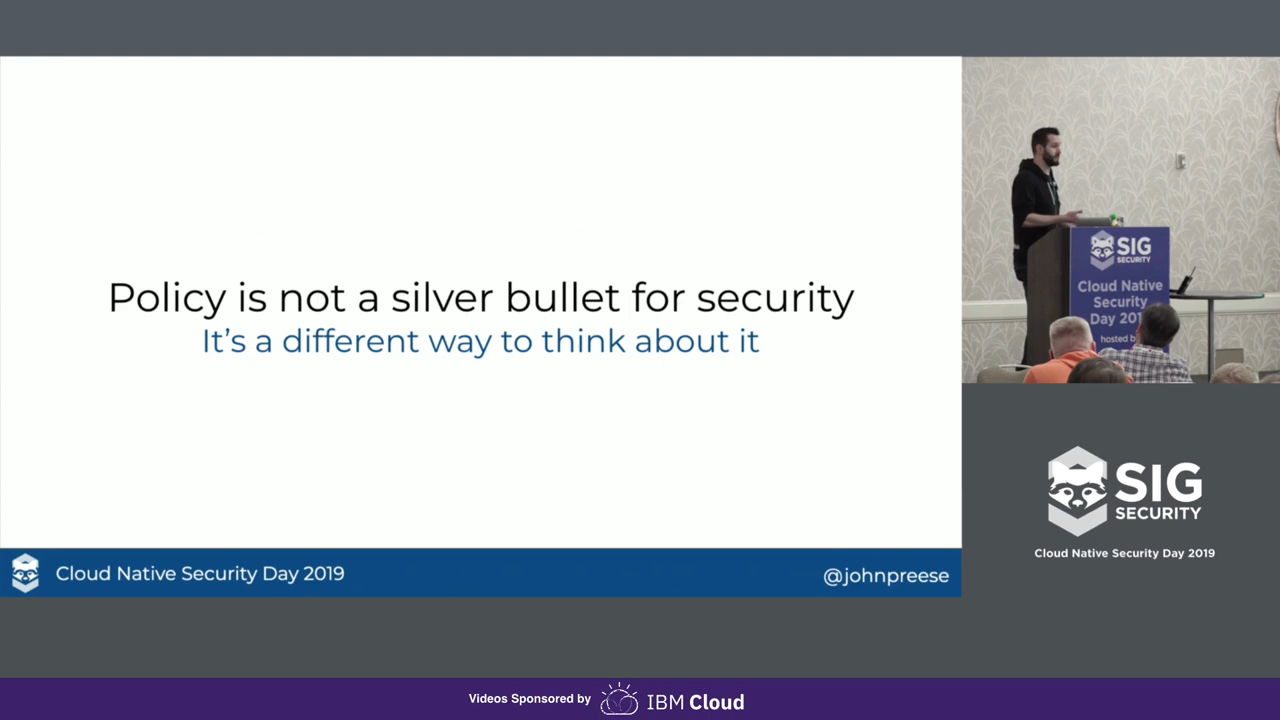 Policy is not a silver bullet for security
It's a different way to think about it
Cloud Native Security Day 2019
@johnpreese
SIG
SECURITY
Cloud Native
Security
Day
hosted
SIG
SECURITY
Cloud Native Security Day 2019
Videos Sponsored by IBM Cloud